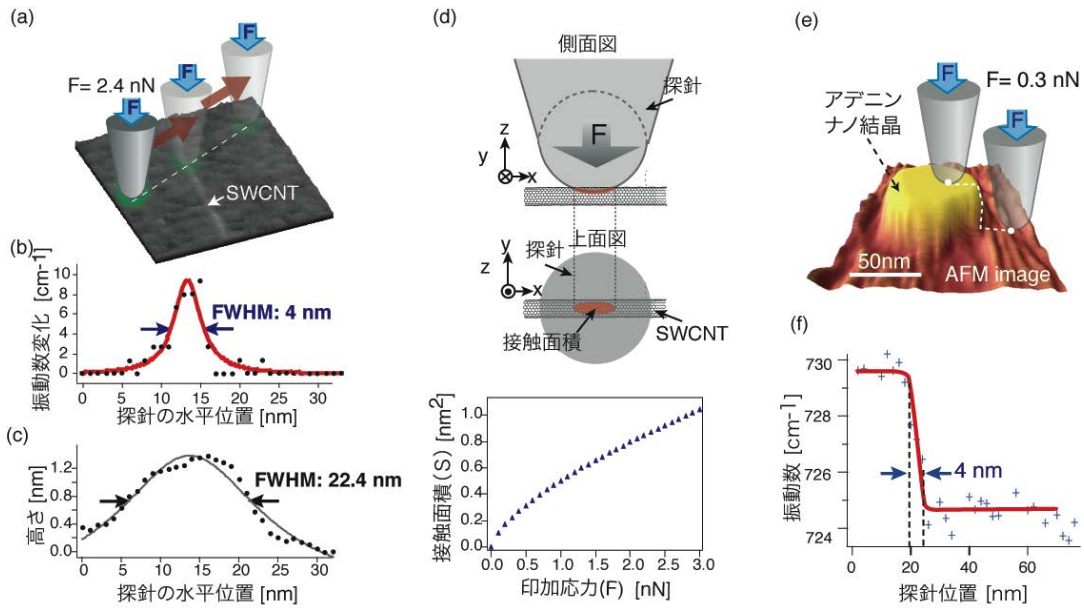 (a)
F
F
F= 2.4 nN
F
SWCNT
(b)
振動数変化 [cm-1]
10
8
6
4
2
0
FWHM: 4 nm
0 5 10 15 20 25 30
探針の水平位置 [nm]
(c)
高さ [nm]
1.2
0.8
0.4
0.0
FWHM: 22.4 nm
0 5 10 15 20 25 30
探針の水平位置 [nm]
(d)
側面図
探針
F
z
y
x
上面図
探針
y
z
x
接触面積
SWCNT
接触面積(S) [nm2]
1.0
0.8
0.6
0.4
0.2
0.0
0.0 0.5 1.0 1.5 2.0 2.5 3.0
印加応力(F) [nN]
(e)
F
F= 0.3 nN
アデニン
ナノ結晶
F
50nm
AFM image
(f)
振動数 [cm-1]
730
728
726
724
4 nm
0 20 40 60
探針位置 [nm]